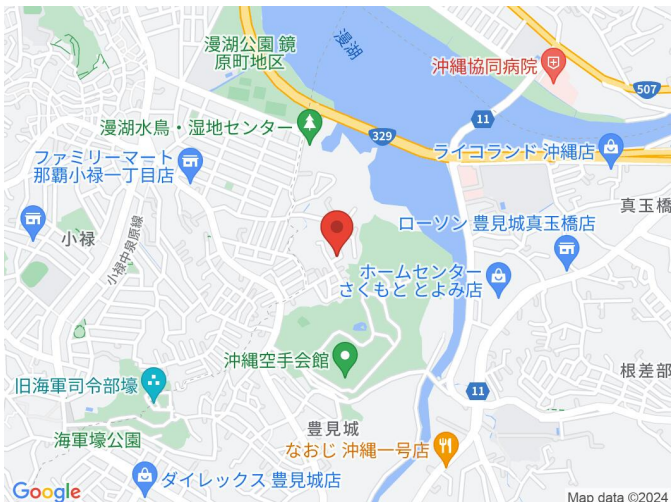 漫湖公園 鏡
原町地区
漫湖
沖縄協同病院
507
11
漫湖水鳥・湿地センター
329
ライコランド 沖縄店
ファミリーマート
那覇小禄一丁目店
真玉橋
ローソン 豊見城真玉橋店
小禄
小禄中泉原線
ホームセンター
さくもと とよみ店
沖縄空手会館
根差部
旧海軍司令部壕
11
豊見城
海軍壕公園
なおじ 沖縄一号店
ダイレックス 豊見城店
Google
Map data ©2024